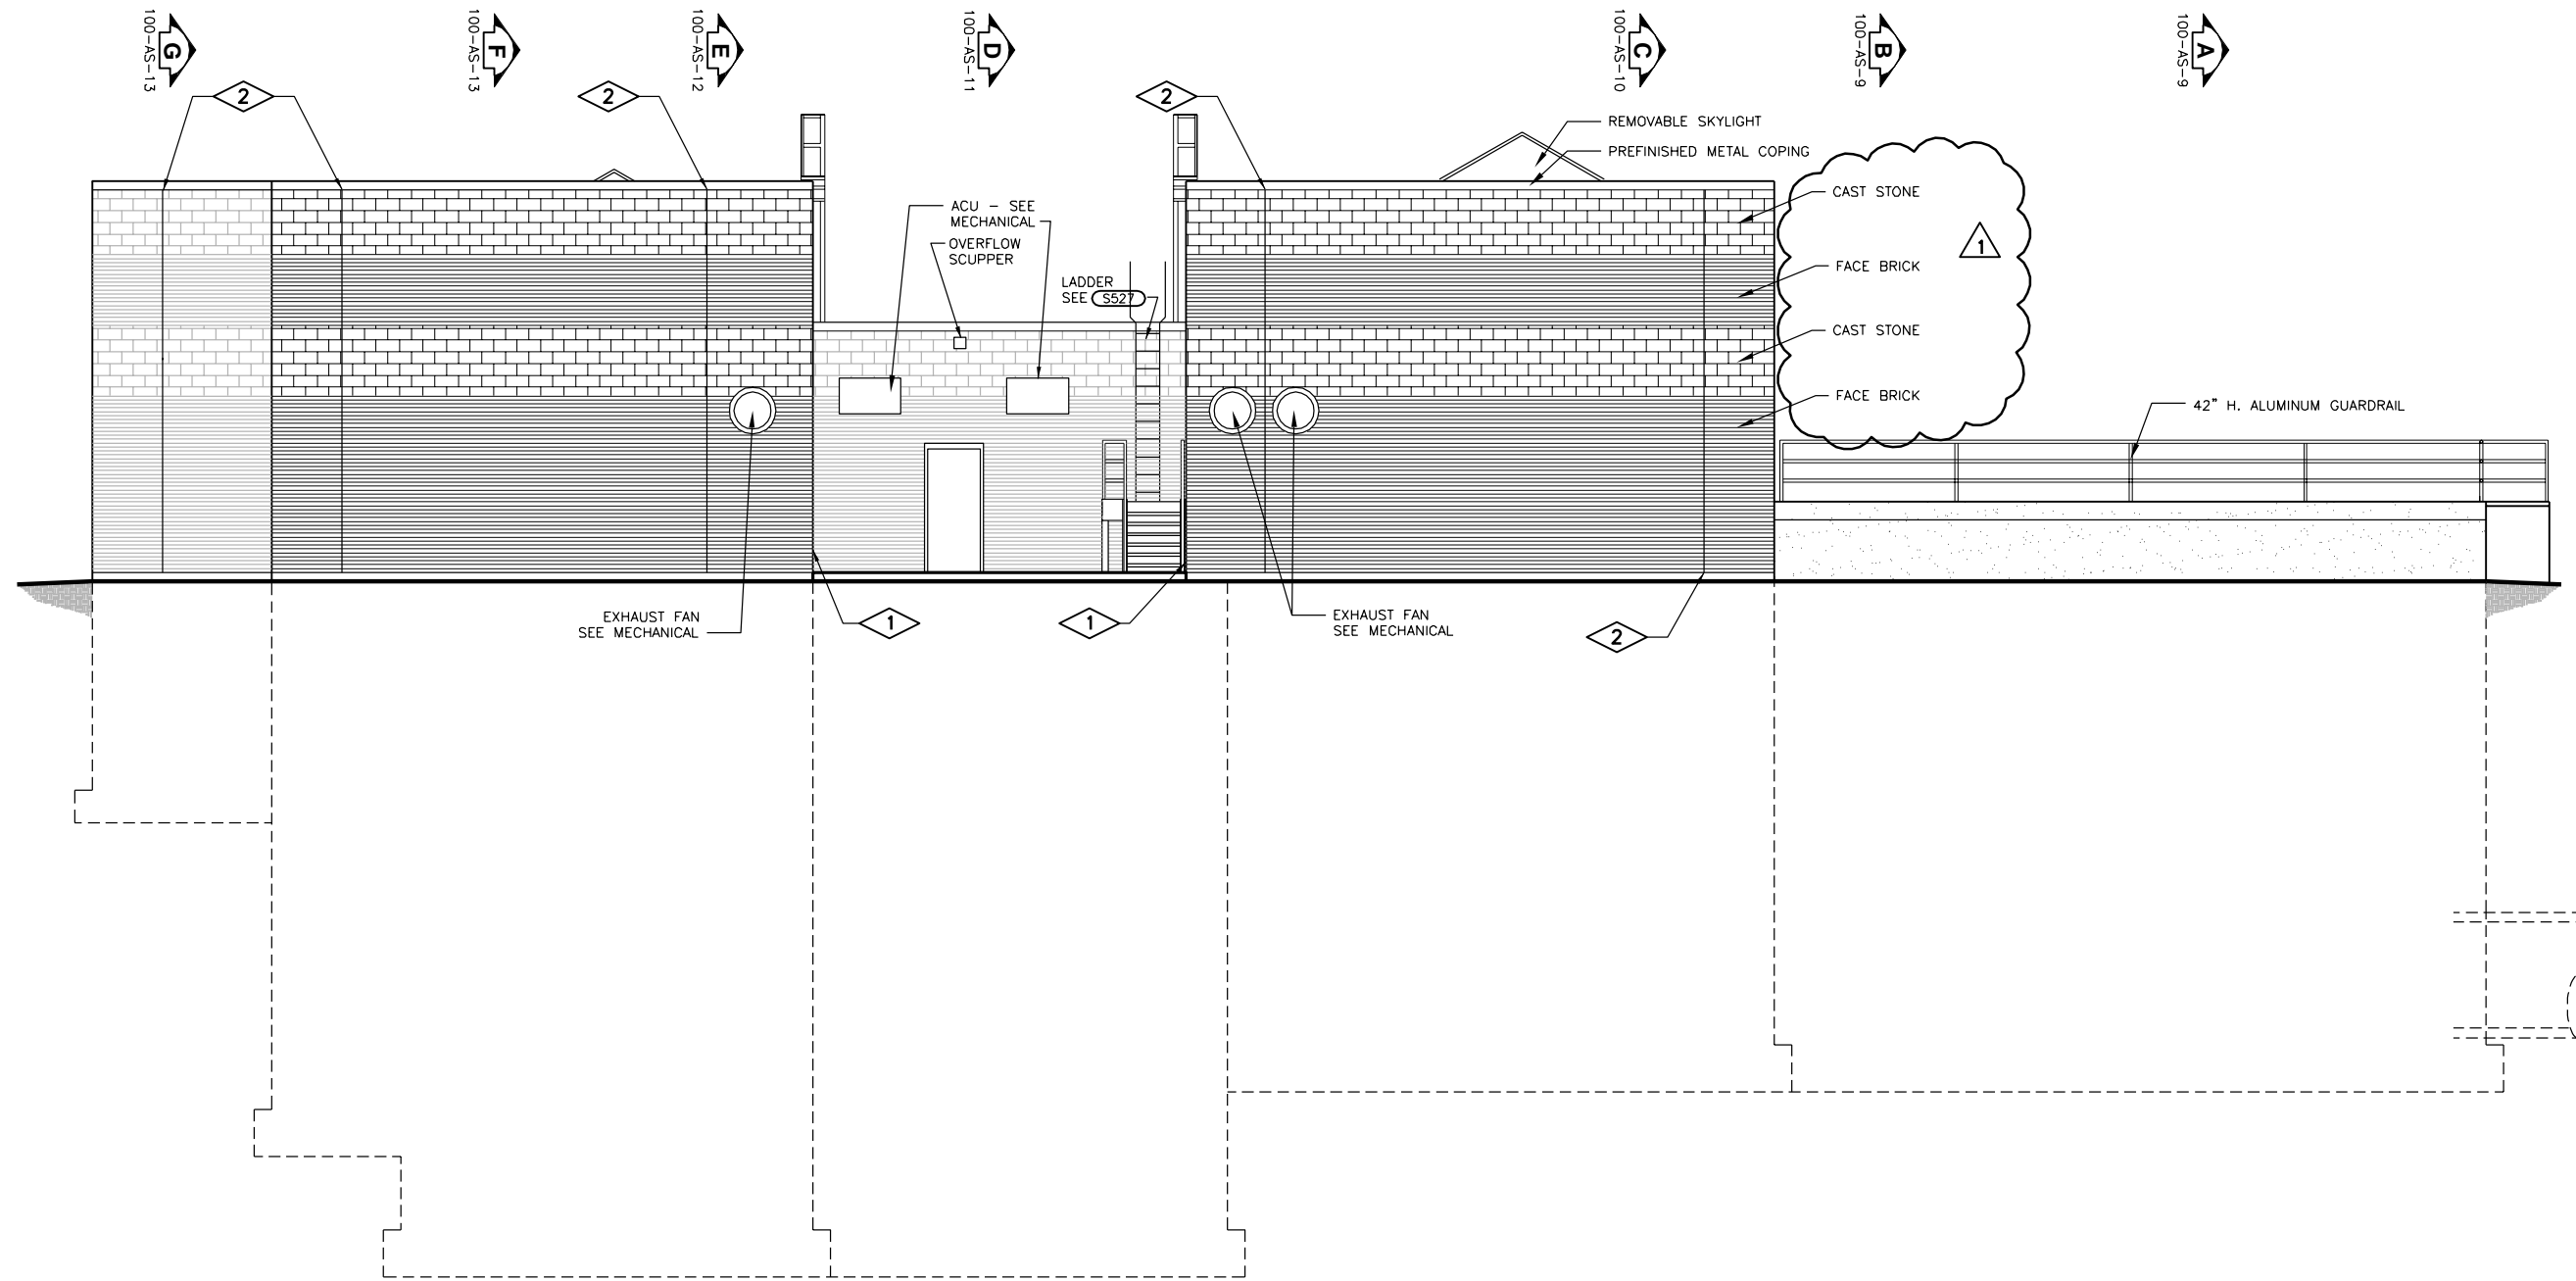 G
100-AS-13
F
100-AS-13
E
100-AS-12
D
100-AS-11
C
100-AS-10
B
100-AS-9
A
100-AS-9
2
2
2
REMOVABLE SKYLIGHT
PREFINISHED METAL COPING
CAST STONE
1
FACE BRICK
CAST STONE
FACE BRICK
ACU - SEE
MECHANICAL
OVERFLOW
SCUPPER
LADDER
SEE S527
42" H. ALUMINUM GUARDRAIL
EXHAUST FAN
SEE MECHANICAL
1
1
EXHAUST FAN
SEE MECHANICAL
2